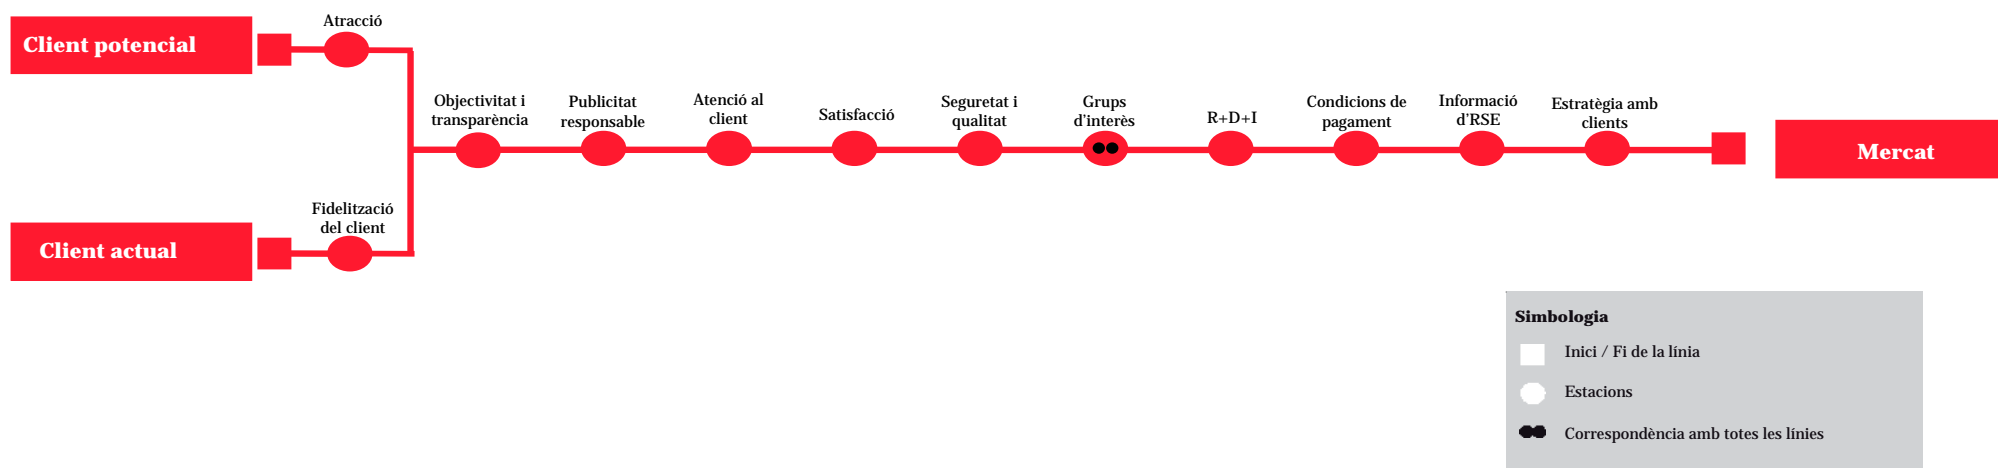 Client potencial
Atracció
Client actual
Fidelització
del client
Objectivitat i
transparència
Publicitat
responsable
Atenció al
client
Satisfacció
Seguretat i
qualitat
Grups
d'interès
R+D+I
Condicions de
pagament
Informació
d'RSE
Estratègia amb
clients
Mercat
Simbologia
Inici / Fi de la línia
Estacions
Correspondència amb totes les línies